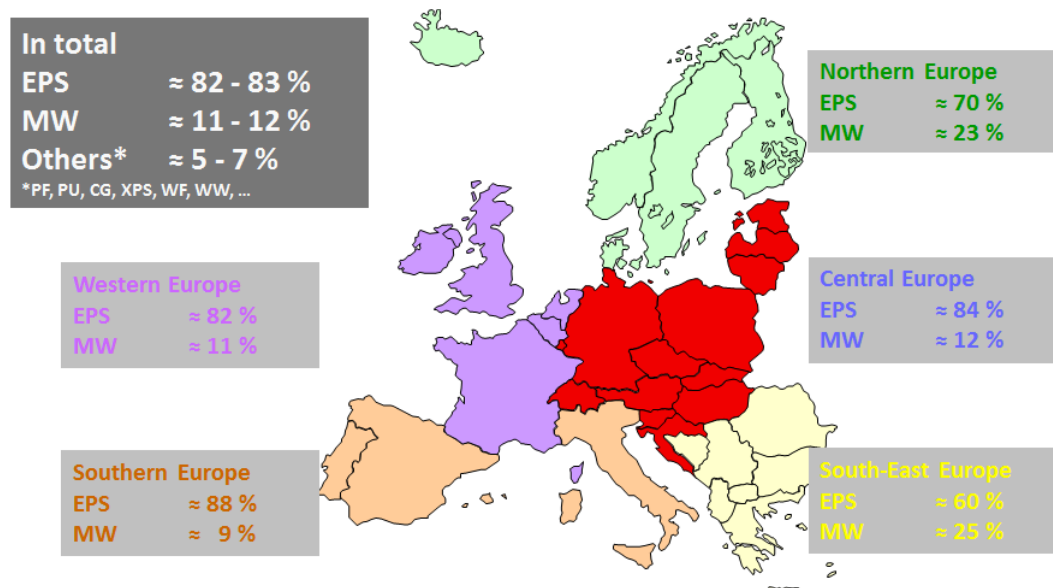 In total
EPS ≈ 82 - 83 %
MW ≈ 11 - 12 %
Others* ≈ 5 - 7 %
*PF, PU, CG, XPS, WF, WW, ...
Northern Europe
EPS ≈ 70 %
MW ≈ 23 %
Western Europe
EPS ≈ 82 %
MW ≈ 11 %
Central Europe
EPS ≈ 84 %
MW ≈ 12 %
Southern Europe
EPS ≈ 88 %
MW ≈ 9 %
South-East Europe
EPS ≈ 60 %
MW ≈ 25 %